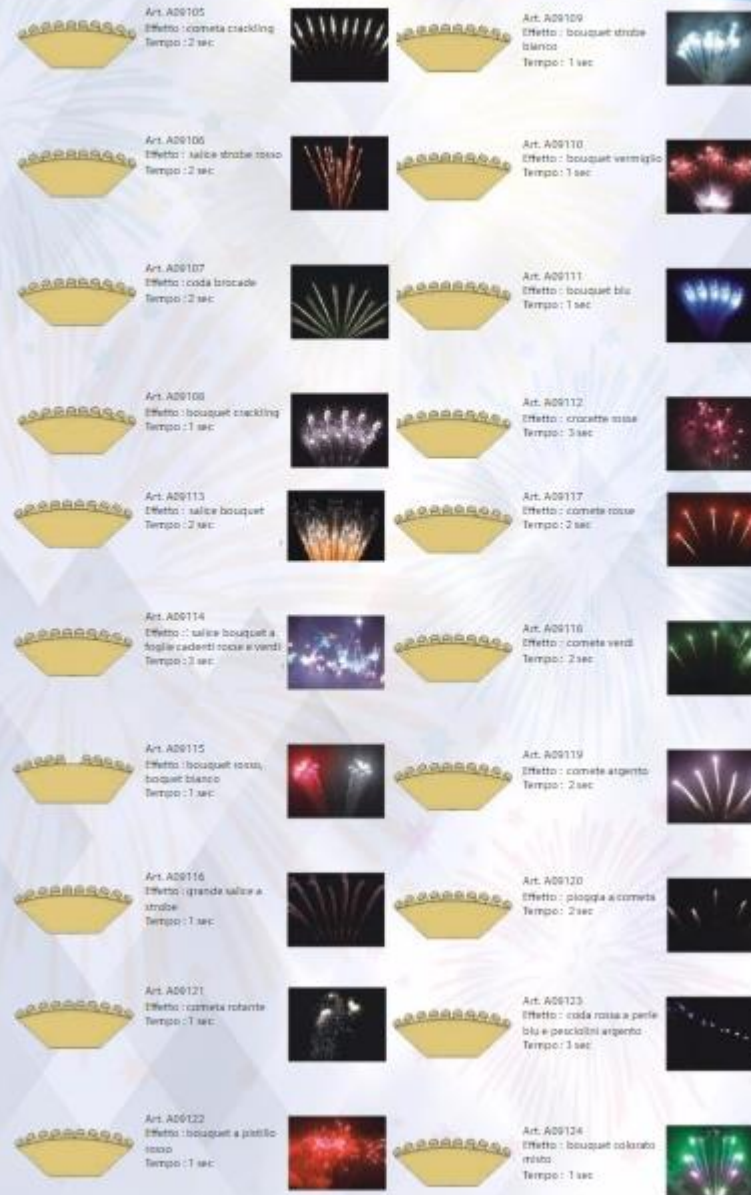 Art. A09105
Effetto : cometa crackling
Tempo : 2 sec
Art. A09109
Effetto : bouquet strobe
bianco
Tempo : 1 sec
Art. A09106
Effetto : salice strobe rosso
Tempo : 2 sec
Art. A09110
Effetto : bouquet vermiglio
Tempo : 1 sec
Art. A09107
Effetto : coda brocade
Tempo : 2 sec
Art. A09111
Effetto : bouquet blu
Tempo : 1 sec
Art. A09108
Effetto : bouquet crackling
Tempo : 1 sec
Art. A09112
Effetto : crocette rosse
Tempo : 3 sec
Art. A09113
Effetto : salice bouquet
Tempo : 2 sec
Art. A09117
Effetto : comete rosse
Tempo : 2 sec
Art. A09114
Effetto : : salice bouquet a
foglie cadenti rosse e verdi
Tempo : 3 sec
Art. A09118
Effetto : comete verdi
Tempo : 2 sec
Art. A09115
Effetto : bouquet rosso,
boquet bianco
Tempo : 1 sec
Art. A09119
Effetto : comete argento
Tempo : 2 sec
Art. A09116
Effetto : grande salice a
strobe
Tempo : 1 sec
Art. A09120
Effetto : pioggia a cometa
Tempo : 2 sec
Art. A09121
Effetto : cometa rotante
Tempo : 1 sec
Art. A09123
Effetto : coda rossa a perle
blu e pesciolini argento
Tempo : 3 sec
Art. A09122
Effetto : bouquet a pistillo
rosso
Tempo : 1 sec
Art. A09124
Effetto : bouquet colorato
misto
Tempo : 1 sec